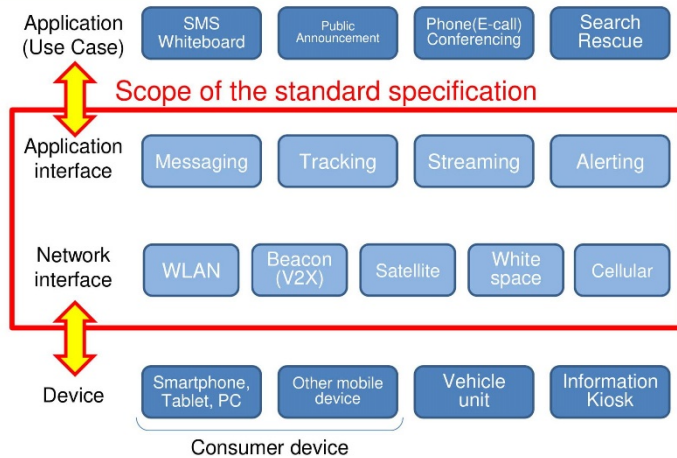 Application
(Use Case)
SMS
Whiteboard
Public
Announcement
Phone(E-call)
Conferencing
Search
Rescue
Scope of the standard specification
Application
interface
Messaging
Tracking
Streaming
Alerting
Network
interface
WLAN
Beacon
(V2X)
Satellite
White
space
Cellular
Device
Smartphone,
Tablet, PC
Other mobile
device
Vehicle
unit
Information
Kiosk
Consumer device